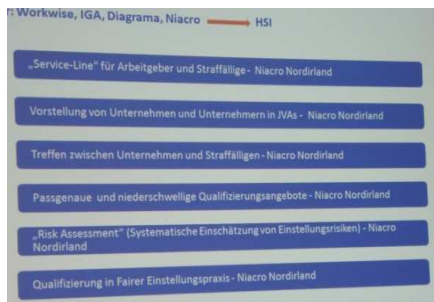 : Workwise, IGA, Diagrama, Niacro → HSI
„Service-Line" für Arbeitgeber und Straffällige - Niacro Nordirland
Vorstellung von Unternehmen und Unternehmern in JVAs - Niacro Nordirland
Treffen zwischen Unternehmen und Straffälligen - Niacro Nordirland
Passgenaue und niederschwellige Qualifizierungsangebote - Niacro Nordirland
„Risk Assessment" (Systematische Einschätzung von Einstellungsrisiken) - Niacro
Nordirland
Qualifizierung in Fairer Einstellungspraxis - Niacro Nordirland